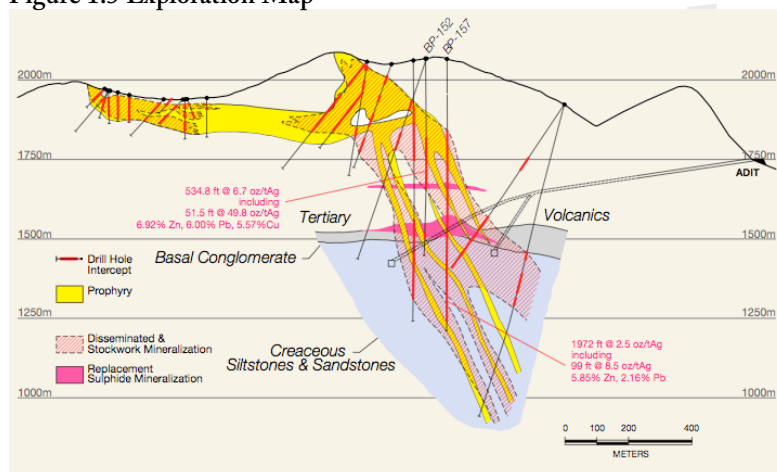 Figure 1.3 Exploration Map
BP-152
BP-157
2000m
2000m
1750m
1750m
ADIT
534.8 ft @ 6.7 oz/tAg
including
51.5 ft @ 49.8 oz/tAg
6.92% Zn, 6.00% Pb, 5.57%Cu
Tertiary
Volcanics
1500m
1500m
Basal Conglomerate
Drill Hole
Intercept
Prophyry
1250m
1250m
Disseminated &
Stockwork Mineralization
Replacement
Sulphide Mineralization
Creaceous
Siltstones & Sandstones
1972 ft @ 2.5 oz/tAg
including
99 ft @ 8.5 oz/tAg
5.85% Zn, 2.16% Pb
1000m
1000m
0 100 200 400
METERS